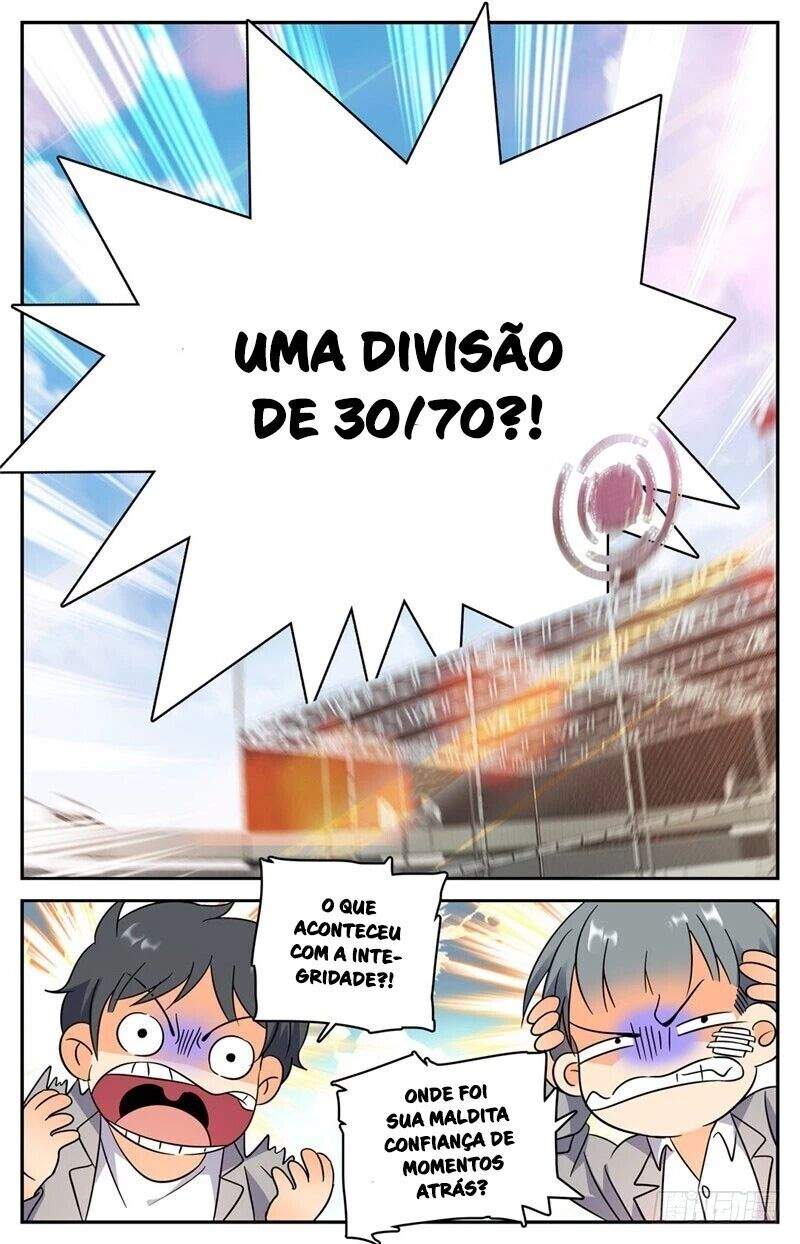 UMA DIVISÃO
DE 30/70?!
O QUE
ACONTECEU
COM A INTE-
GRIDADE?!
ONDE FOI
SUA MALDITA
CONFIANÇA DE
MOMENTOS
ATRÁS?